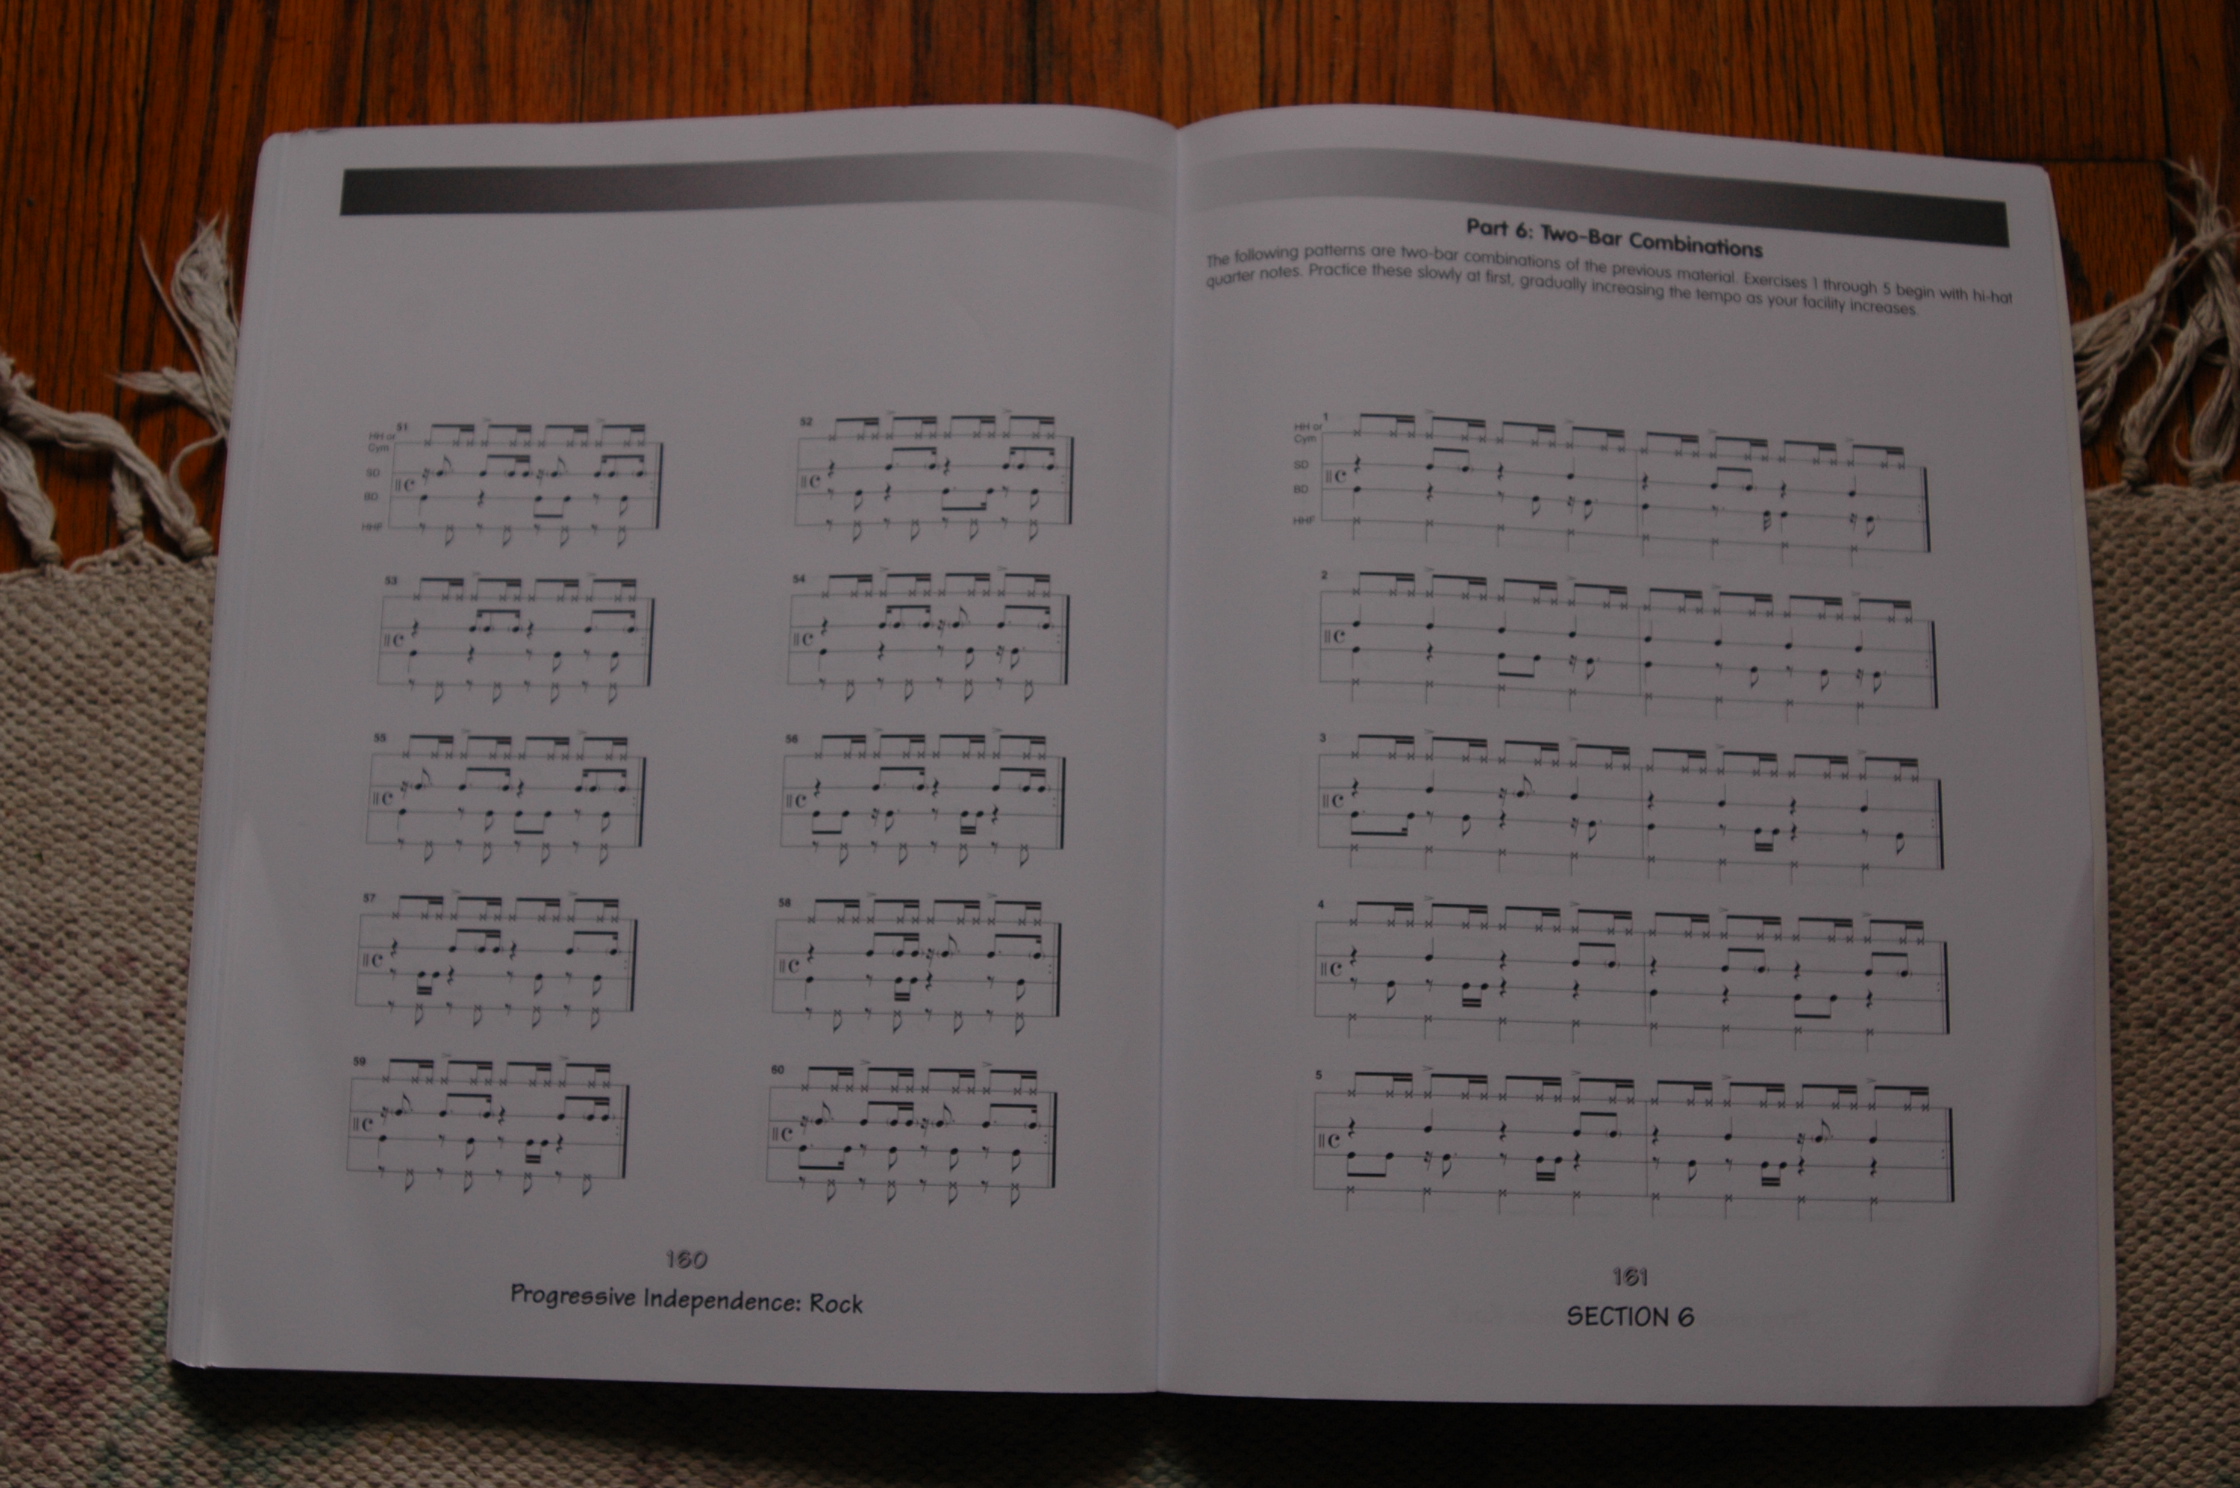 51
52
HH or
Cym
SD
BD
HHF
53
54
55
56
57
58
59
60
180
Progressive Independence: Rock
Part 6: Two-Bar Combinations
The following patterns are two-bar combinations of the previous material. Exercises 1 through 5 begin with hi-hat
quarter notes. Practice these slowly at first, gradually increasing the tempo as your facility increases.
1
HH or
Cym
SD
BD
HHF
2
3
4
5
181
SECTION 6